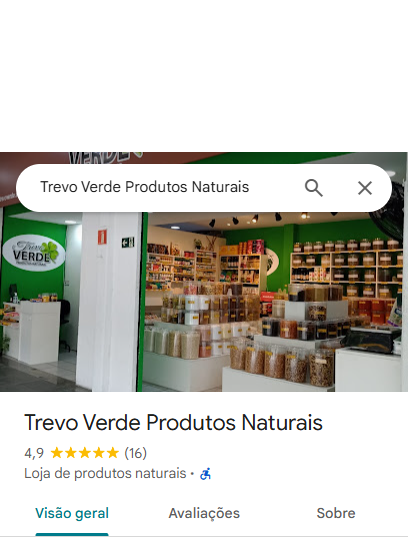 VERDE
Trevo Verde Produtos Naturais
Trevo
VERDE
Trevo Verde Produtos Naturais
4,9 (16)
Loja de produtos naturais ·
Visão geral Avaliações Sobre